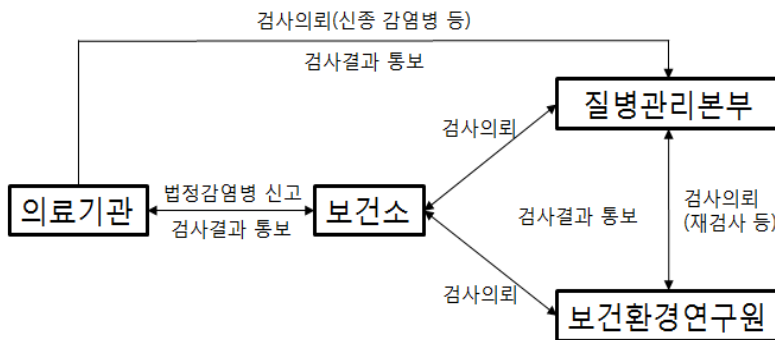 검사의뢰(신종 감염병 등)
검사결과 통보
질병관리본부
검사의뢰
의료기관
법정감염병 신고
검사결과 통보
보건소
검사결과 통보
검사의뢰
(재검사 등)
검사의뢰
보건환경연구원